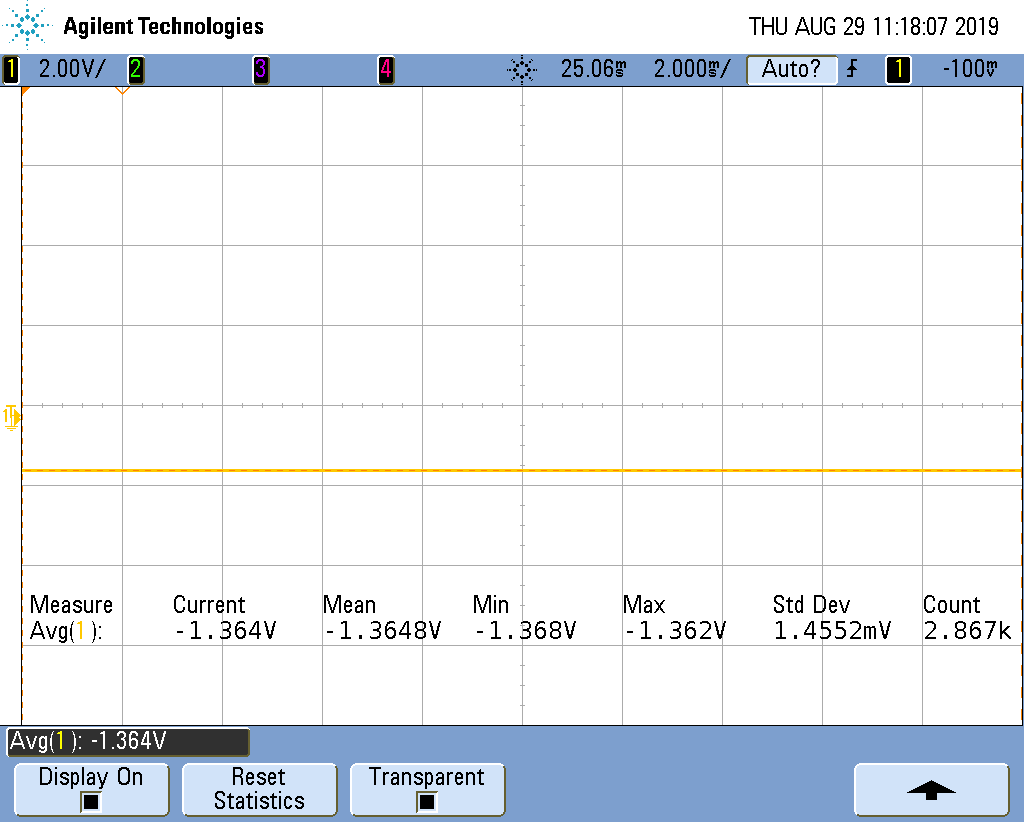 Agilent Technologies THU AUG 29 11:18:07 2019
1 2.00V/ 2 3 4 25.06ms 2.000ms/ Auto? 1 -100mV
Measure Current Mean Min Max Std Dev Count
Avg(1): -1.364V -1.3648V -1.368V -1.362V 1.4552mV 2.867k
Avg(1): -1.364V
Display On
Reset Statistics
Transparent